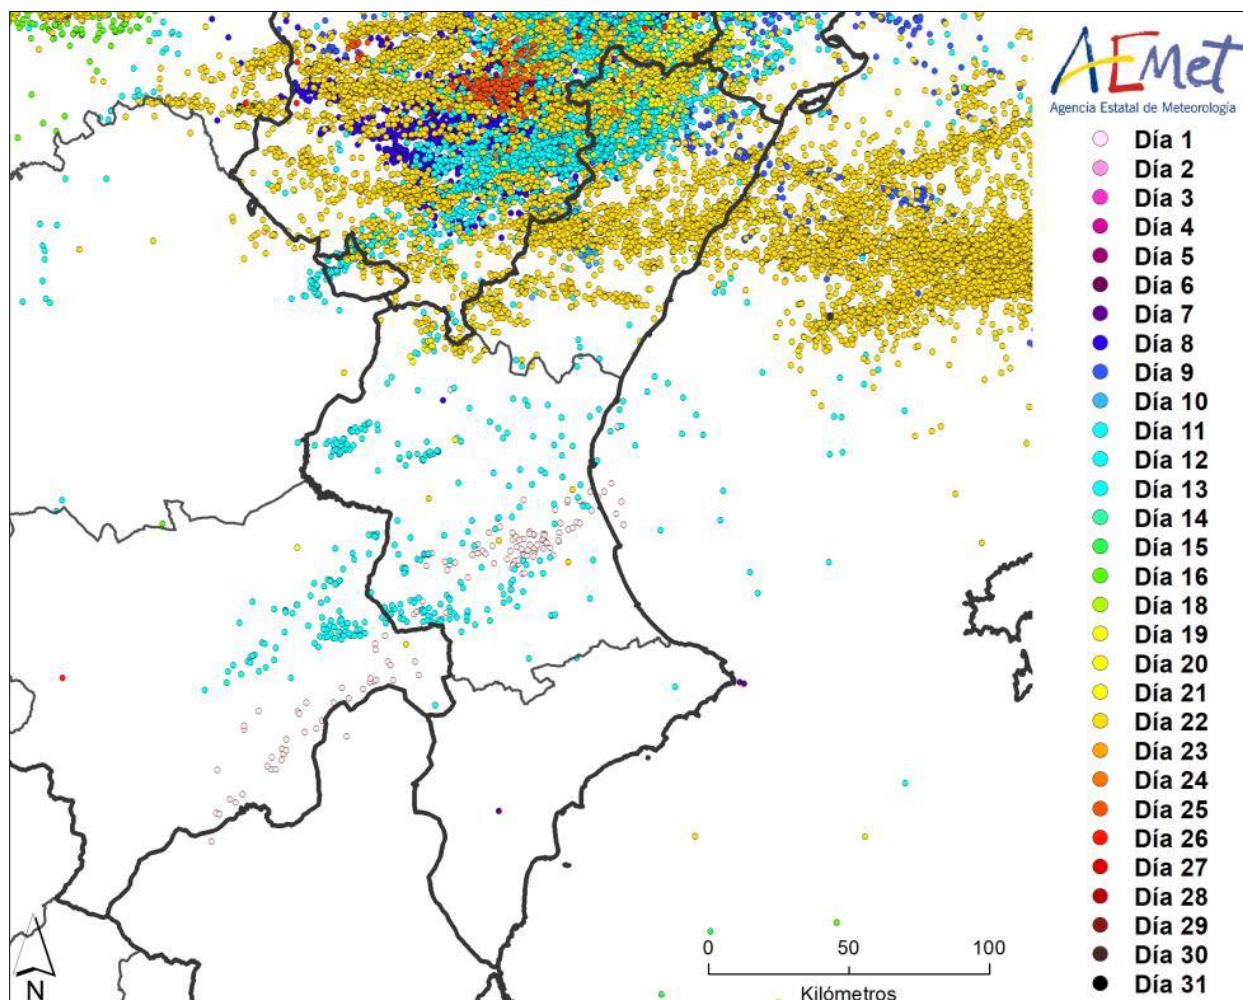 AEMet
Agencia Estatal de Meteorología
Día 1
Día 2
Día 3
Día 4
Día 5
Día 6
Día 7
Día 8
Día 9
Día 10
Día 11
Día 12
Día 13
Día 14
Día 15
Día 16
Día 18
Día 19
Día 20
Día 21
Día 22
Día 23
Día 24
Día 25
Día 26
Día 27
Día 28
Día 29
Día 30
Día 31
0 50 100
Kilómetros
N